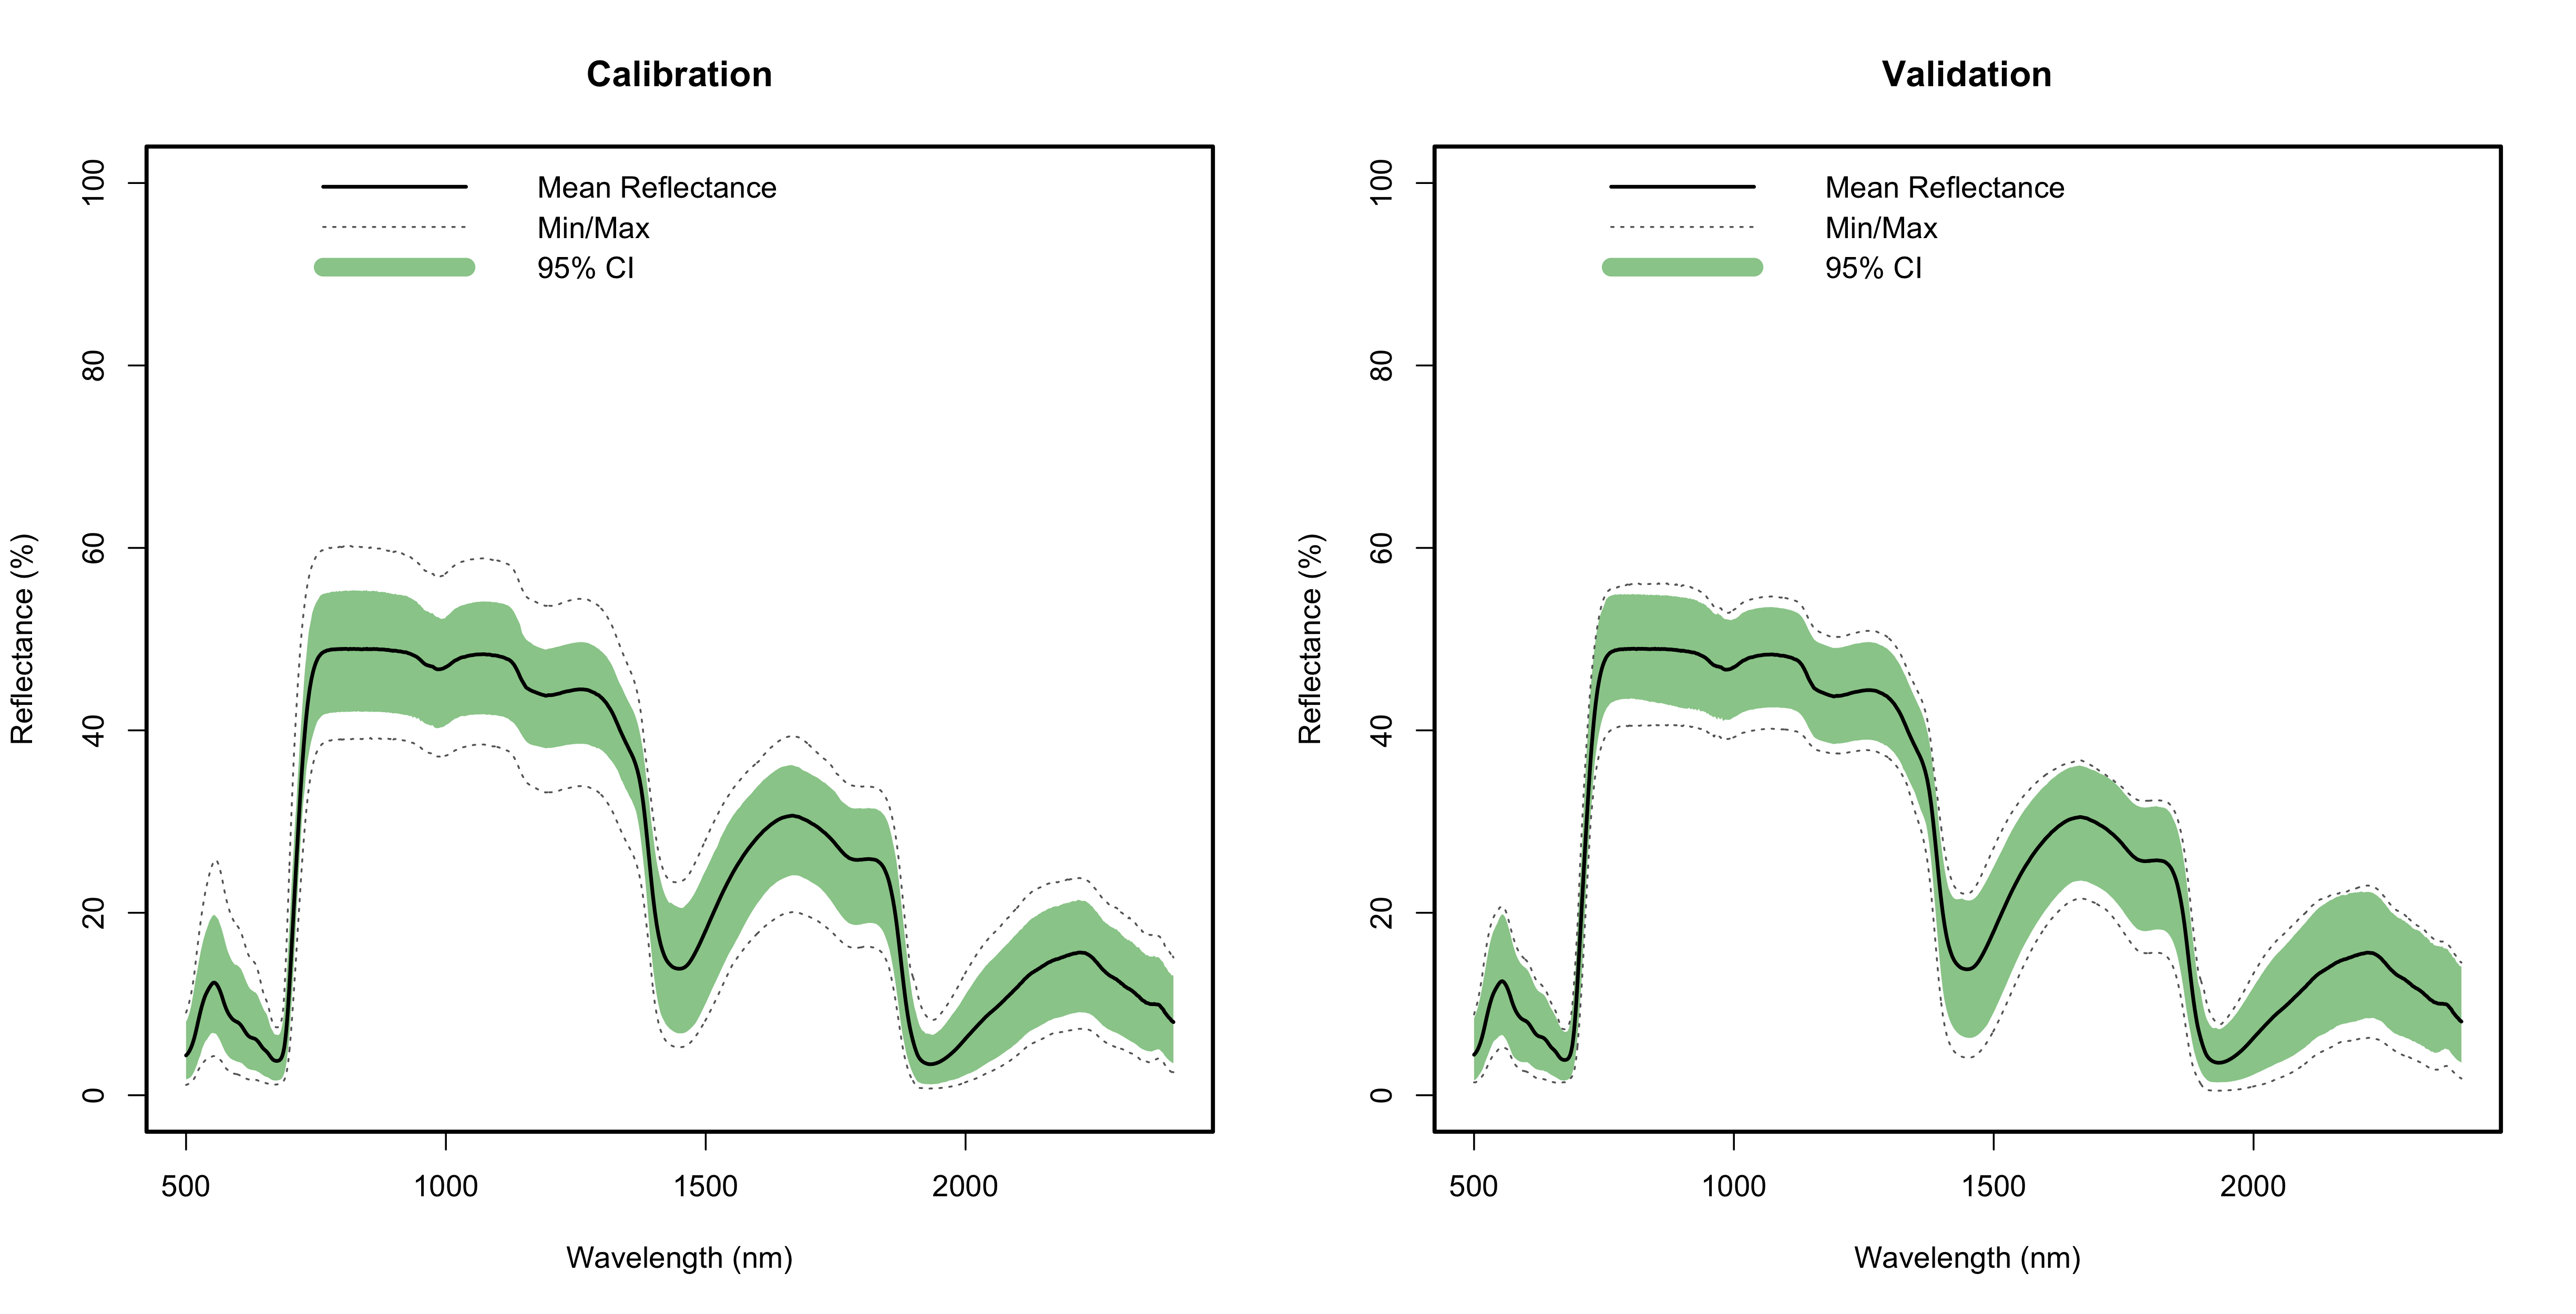 Calibration
Mean Reflectance
Min/Max
95% CI
100
80
60
40
20
0
Reflectance (%)
500 1000 1500 2000
Wavelength (nm)
Validation
Mean Reflectance
Min/Max
95% CI
100
80
60
40
20
0
Reflectance (%)
500 1000 1500 2000
Wavelength (nm)